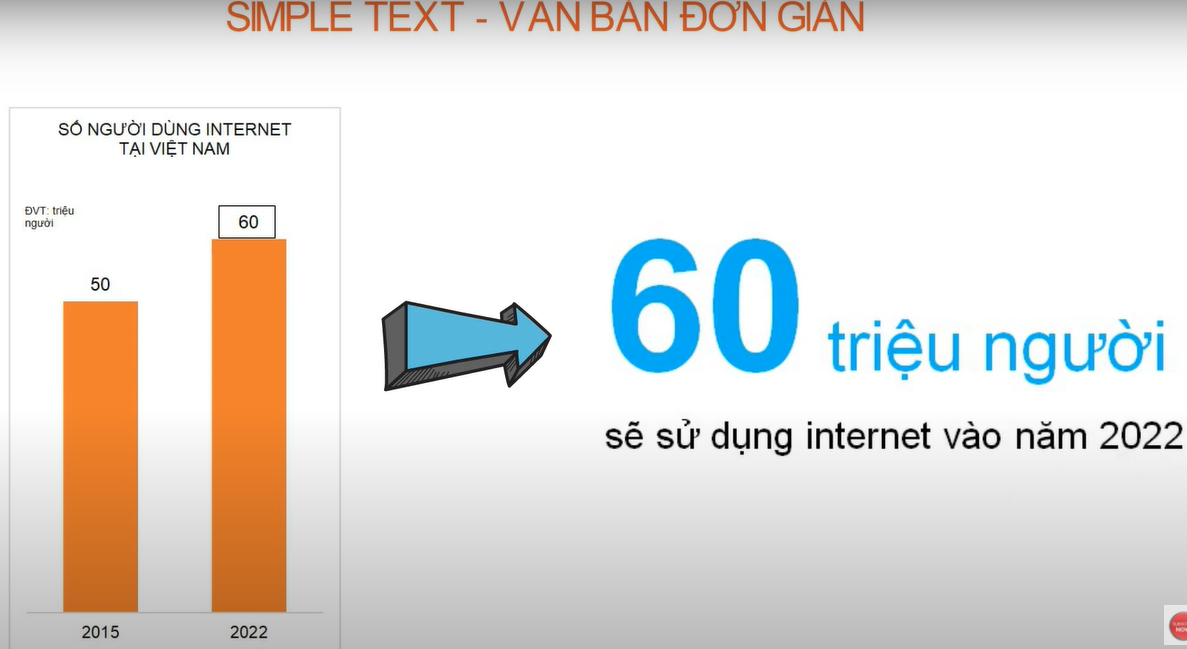 SIMPLE TEXT - VĂN BẢN ĐƠN GIẢN
SỐ NGƯỜI DÙNG INTERNET
TẠI VIỆT NAM
ĐVT: triệu
người
60
50
2015
2022
60 triệu người
sẽ sử dụng internet vào năm 2022